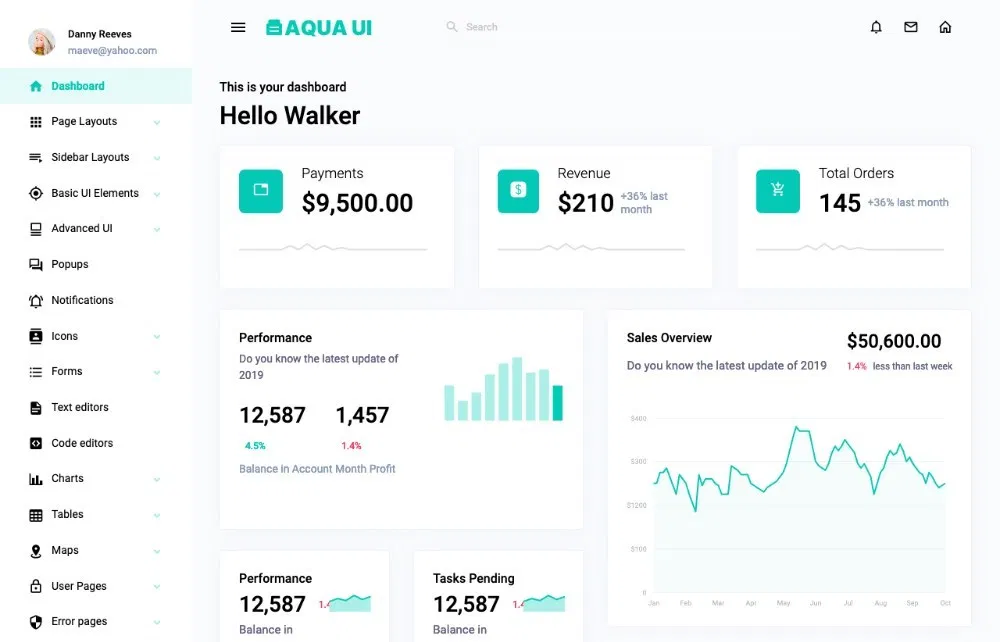 Danny Reeves
maeve@yahoo.com
Dashboard
Page Layouts
Sidebar Layouts
Basic UI Elements
Advanced UI
Popups
Notifications
Icons
Forms
Text editors
Code editors
Charts
Tables
Maps
User Pages
Error pages
AQUA UI
Search
This is your dashboard
Hello Walker
Payments
$9,500.00
Revenue
$210 +36% last
month
Total Orders
145 +36% last month
Performance
Do you know the latest update of
2019
12,587 1,457
4.5% 1.4%
Balance in Account Month Profit
Sales Overview
$50,600.00
Do you know the latest update of 2019
1.4% less than last week
$400
$300
$1200
$100
0
Jan Feb Mar Apr May Jun Jul Aug Sep Oct
Performance
12,587
Balance in
Tasks Pending
12,587
Balance in